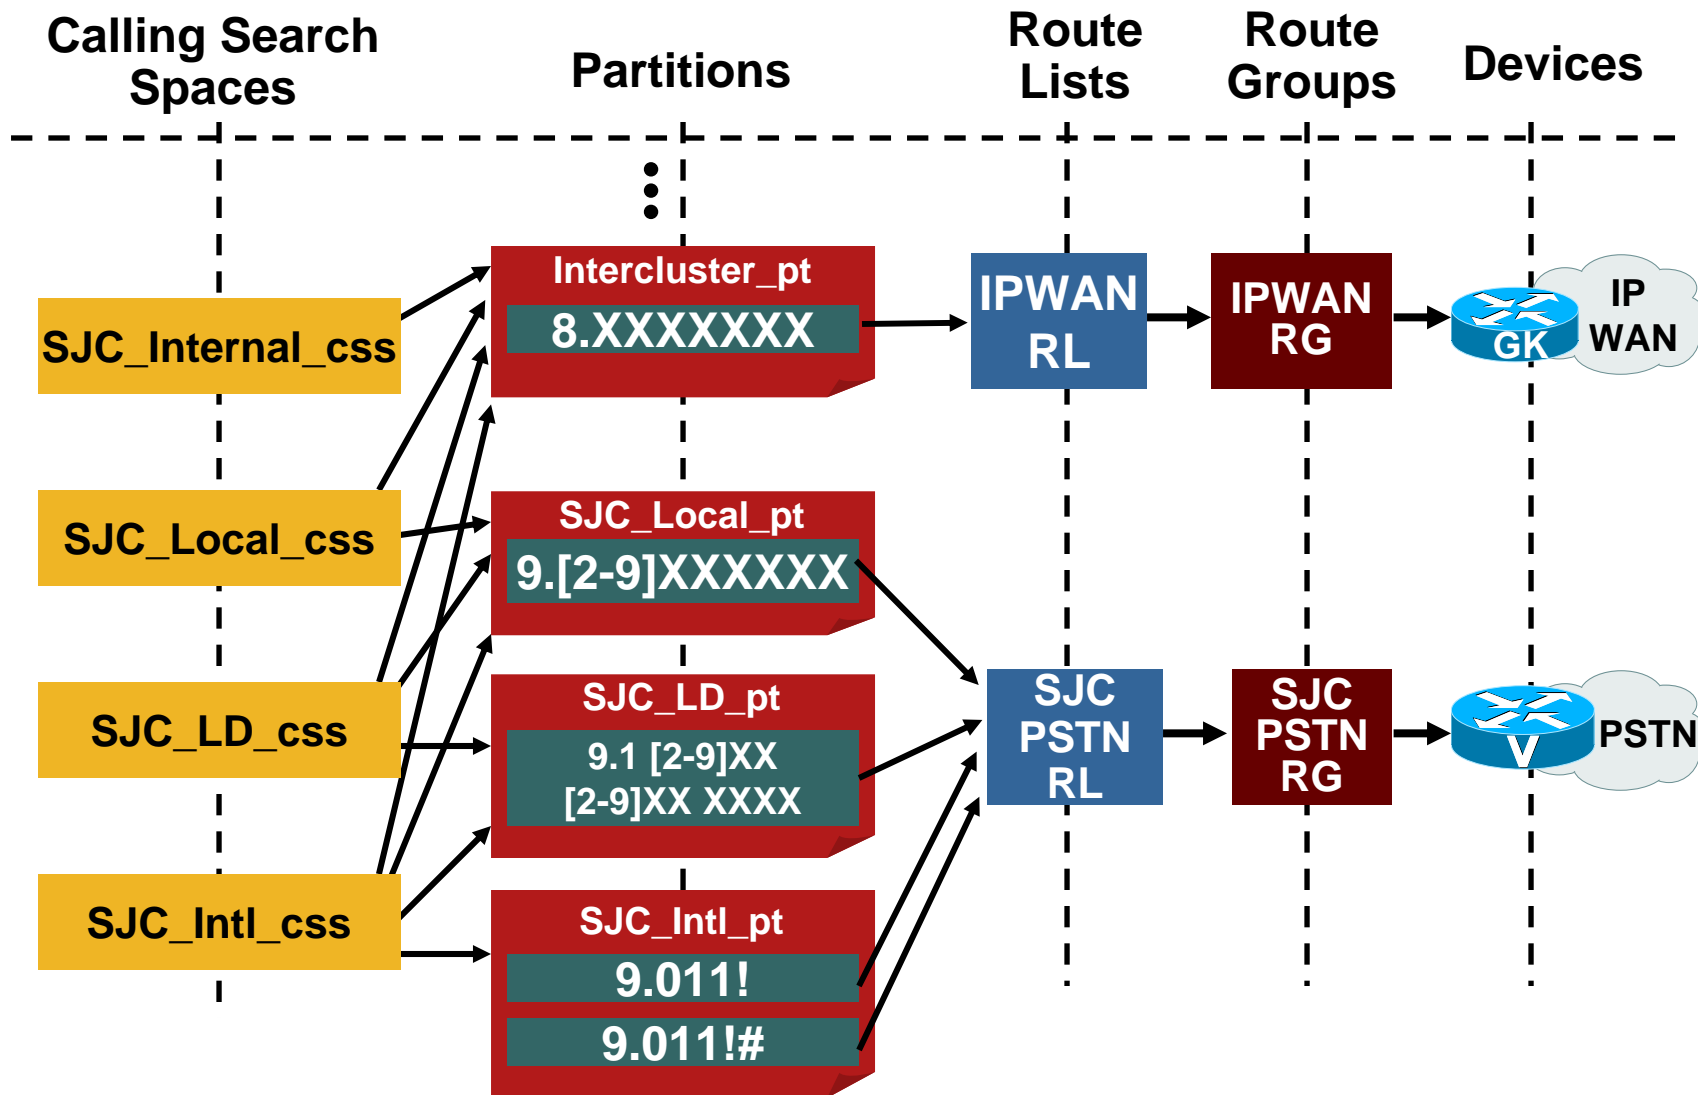 Calling Search
Spaces
Partitions
Route
Lists
Route
Groups
Devices
Intercluster_pt
8.XXXXXXX
IPWAN
RL
IPWAN
RG
GK
IP
WAN
SJC_Internal_css
SJC_Local_css
SJC_Local_pt
9.[2-9]XXXXXX
SJC_LD_css
SJC_LD_pt
9.1 [2-9]XX
[2-9]XX XXXX
SJC
PSTN
RL
SJC
PSTN
RG
V
PSTN
SJC_Intl_css
SJC_Intl_pt
9.011!
9.011!#